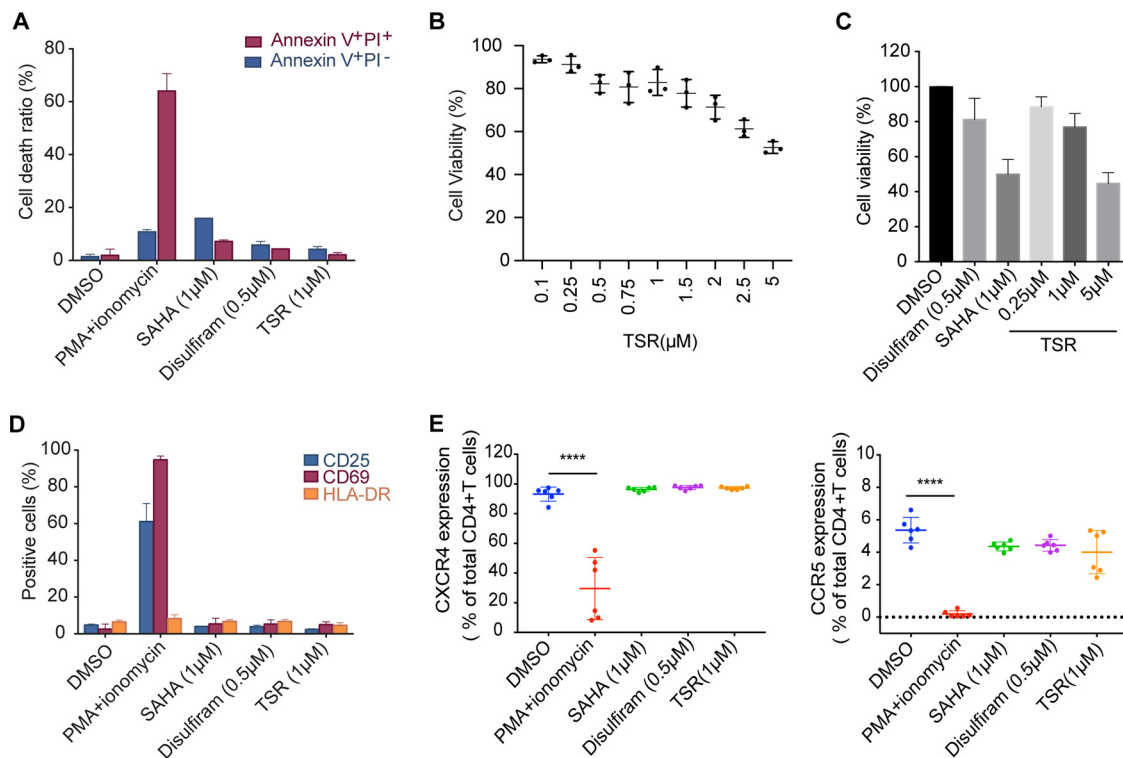 A
Cell death ratio (%)
80
60
40
20
0
Annexin V+PI+
Annexin V+PI-
DMSO
PMA+ionomycin
SAHA (1μM)
Disulfiram (0.5μM)
TSR (1μM)
B
Cell Viability (%)
100
80
60
40
20
0
0.1
0.25
0.5
0.75
1
1.5
2
2.5
5
TSR(μM)
C
Cell viability (%)
120
100
80
60
40
20
0
DMSO
Disulfiram (0.5μM)
SAHA (1μM)
0.25μM
1μM
5μM
TSR
D
Positive cells (%)
100
80
60
40
20
0
CD25
CD69
HLA-DR
DMSO
PMA+ionomycin
SAHA (1μM)
Disulfiram (0.5μM)
TSR (1μM)
E
CXCR4 expression
( % of total CD4+T cells)
120
100
80
60
40
20
0
****
DMSO
PMA+ionomycin
SAHA (1μM)
Disulfiram (0.5μM)
TSR(1μM)
CCR5 expression
( % of total CD4+T cells)
10
8
6
4
2
0
****
DMSO
PMA+ionomycin
SAHA (1μM)
Disulfiram (0.5μM)
TSR(1μM)